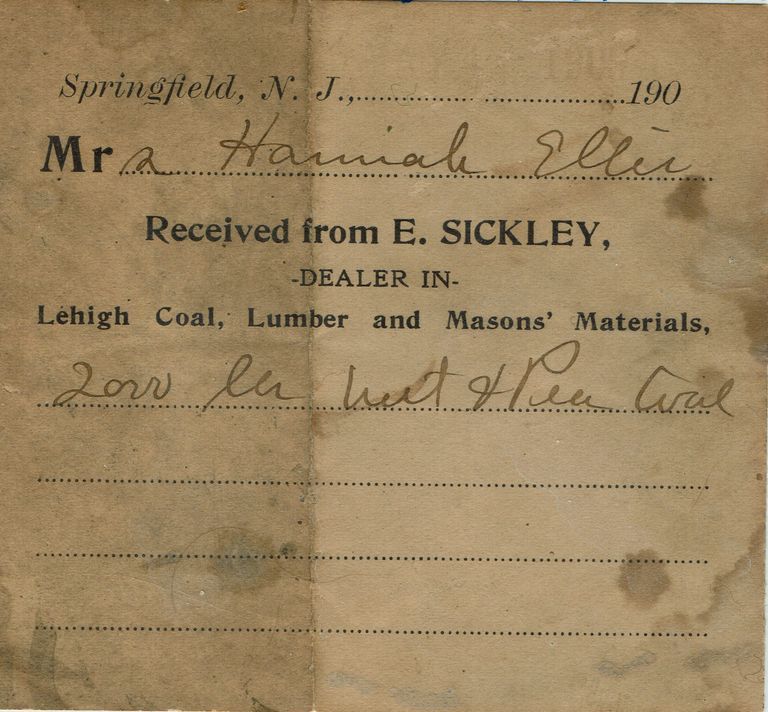 Springfield, N. J.,..............................190
Mrs Hannah Ellis
Received from E. SICKLEY,
-DEALER IN-
Lehigh Coal, Lumber and Masons' Materials,
2000 Nut & Pea Coal